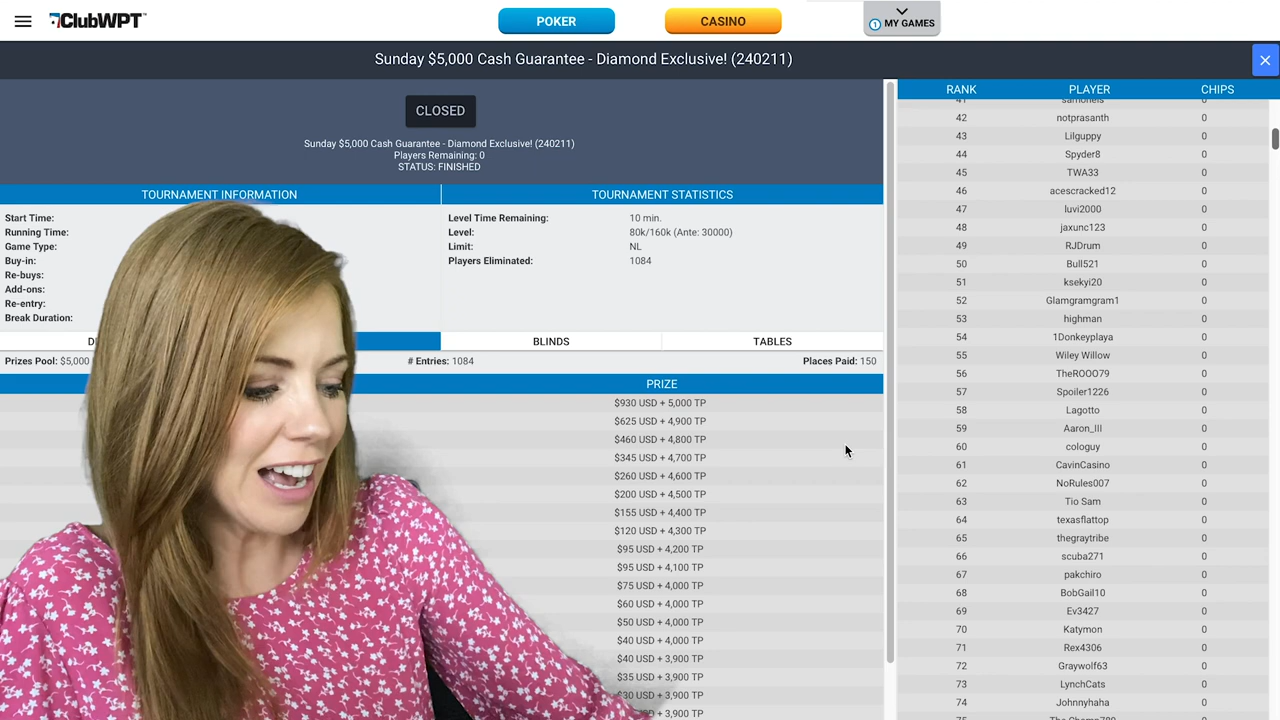 ClubWPT
POKER
CASINO
1 MY GAMES
Sunday $5,000 Cash Guarantee - Diamond Exclusive! (240211)
CLOSED
Sunday $5,000 Cash Guarantee - Diamond Exclusive! (240211)
Players Remaining: 0
STATUS: FINISHED
TOURNAMENT INFORMATION
Start Time:
Running Time:
Game Type:
Buy-in:
Re-buys:
Add-ons:
Re-entry:
Break Duration:
TOURNAMENT STATISTICS
Level Time Remaining: 10 min.
Level: 80k/160k (Ante: 30000)
Limit: NL
Players Eliminated: 1084
BLINDS
TABLES
Prizes Pool: $5,000
# Entries: 1084
Places Paid: 150
PRIZE
$930 USD + 5,000 TP
$625 USD + 4,900 TP
$460 USD + 4,800 TP
$345 USD + 4,700 TP
$260 USD + 4,600 TP
$200 USD + 4,500 TP
$155 USD + 4,400 TP
$120 USD + 4,300 TP
$95 USD + 4,200 TP
$95 USD + 4,100 TP
$75 USD + 4,000 TP
$60 USD + 4,000 TP
$50 USD + 4,000 TP
$40 USD + 4,000 TP
$40 USD + 3,900 TP
$35 USD + 3,900 TP
$30 USD + 3,900 TP
3,900 TP
RANK PLAYER CHIPS
42 notprasanth 0
43 Lilguppy 0
44 Spyder8 0
45 TWA33 0
46 acescracked12 0
47 luvi2000 0
48 jaxunc123 0
49 RJDrum 0
50 Bull521 0
51 ksekyi20 0
52 Glamgramgram1 0
53 highman 0
54 1Donkeyplaya 0
55 Wiley Willow 0
56 TheROOO79 0
57 Spoiler1226 0
58 Lagotto 0
59 Aaron_III 0
60 cologuy 0
61 CavinCasino 0
62 NoRules007 0
63 Tio Sam 0
64 texasflattop 0
65 thegraytribe 0
66 scuba271 0
67 pakchiro 0
68 BobGail10 0
69 Ev3427 0
70 Katymon 0
71 Rex4306 0
72 Graywolf63 0
73 LynchCats 0
74 Johnnyhaha 0